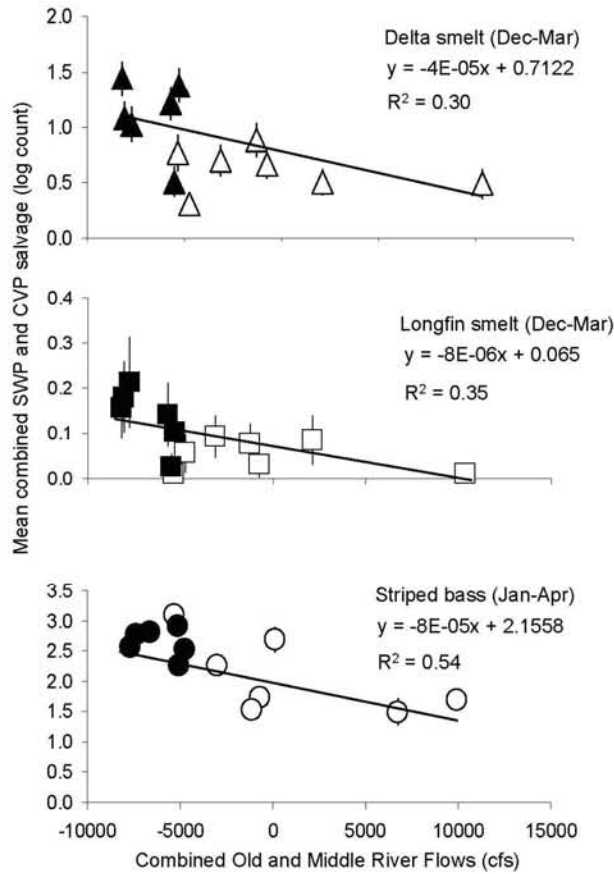 Mean combined SWP and CVP salvage (log count)
Delta smelt (Dec-Mar)
y = -4E-05x + 0.7122
R² = 0.30
2.0
1.5
1.0
0.5
0.0
Longfin smelt (Dec-Mar)
y = -8E-06x + 0.065
R² = 0.35
0.4
0.3
0.2
0.1
0.0
Striped bass (Jan-Apr)
y = -8E-05x + 2.1558
R² = 0.54
3.5
3.0
2.5
2.0
1.5
1.0
0.5
0.0
-10000 -5000 0 5000 10000 15000
Combined Old and Middle River Flows (cfs)